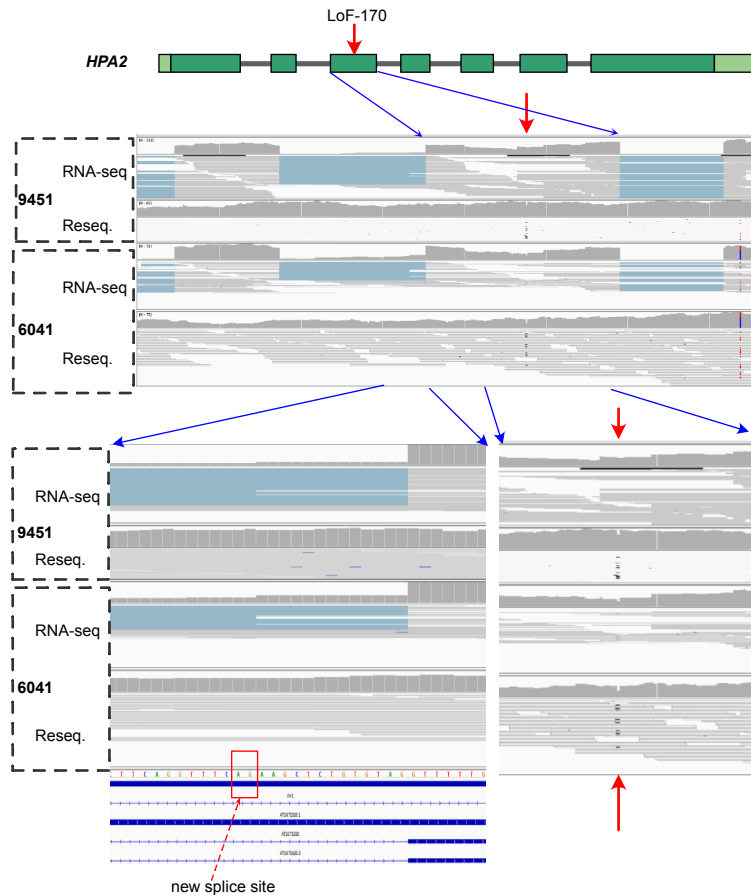 LoF-170
HPA2
RNA-seq
9451
Reseq.
RNA-seq
6041
Reseq.
RNA-seq
9451
Reseq.
RNA-seq
6041
Reseq.
T T C A G G T T T C A G A A G C T C T G T G T A G G T T T T T G
new splice site